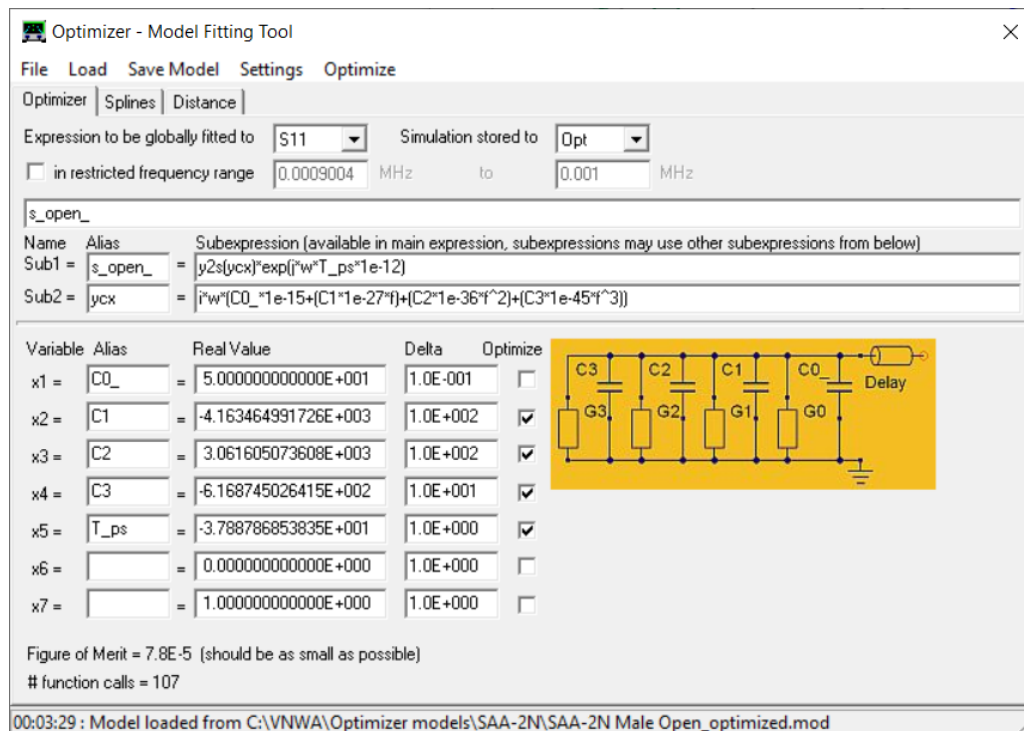 Optimizer - Model Fitting Tool
File Load Save Model Settings Optimize
Optimizer Splines Distance
Expression to be globally fitted to S11 Simulation stored to Opt
in restricted frequency range 0.0009004 MHz to 0.001 MHz
s_open_
Name Alias Subexpression (available in main expression, subexpressions may use other subexpressions from below)
Sub1 = s_open_ = y2s(ycx)*exp(j*w*T_ps*1e-12)
Sub2 = ycx = i*w*(C0_*1e-15+(C1*1e-27*f)+(C2*1e-36*f^2)+(C3*1e-45*f^3))
Variable Alias Real Value Delta Optimize
x1 = C0_ = 5.000000000000E+001 1.0E-001
x2 = C1 = -4.163464991726E+003 1.0E+002
x3 = C2 = 3.061605073608E+003 1.0E+002
x4 = C3 = -6.168745026415E+002 1.0E+001
x5 = T_ps = -3.788786853835E+001 1.0E+000
x6 = = 0.000000000000E+000 1.0E+000
x7 = = 1.000000000000E+000 1.0E+000
C3 C2 C1 C0_ Delay
G3 G2 G1 G0
Figure of Merit = 7.8E-5 (should be as small as possible)
# function calls = 107
00:03:29 : Model loaded from C:\VNWA\Optimizer models\SAA-2N\SAA-2N Male Open_optimized.mod